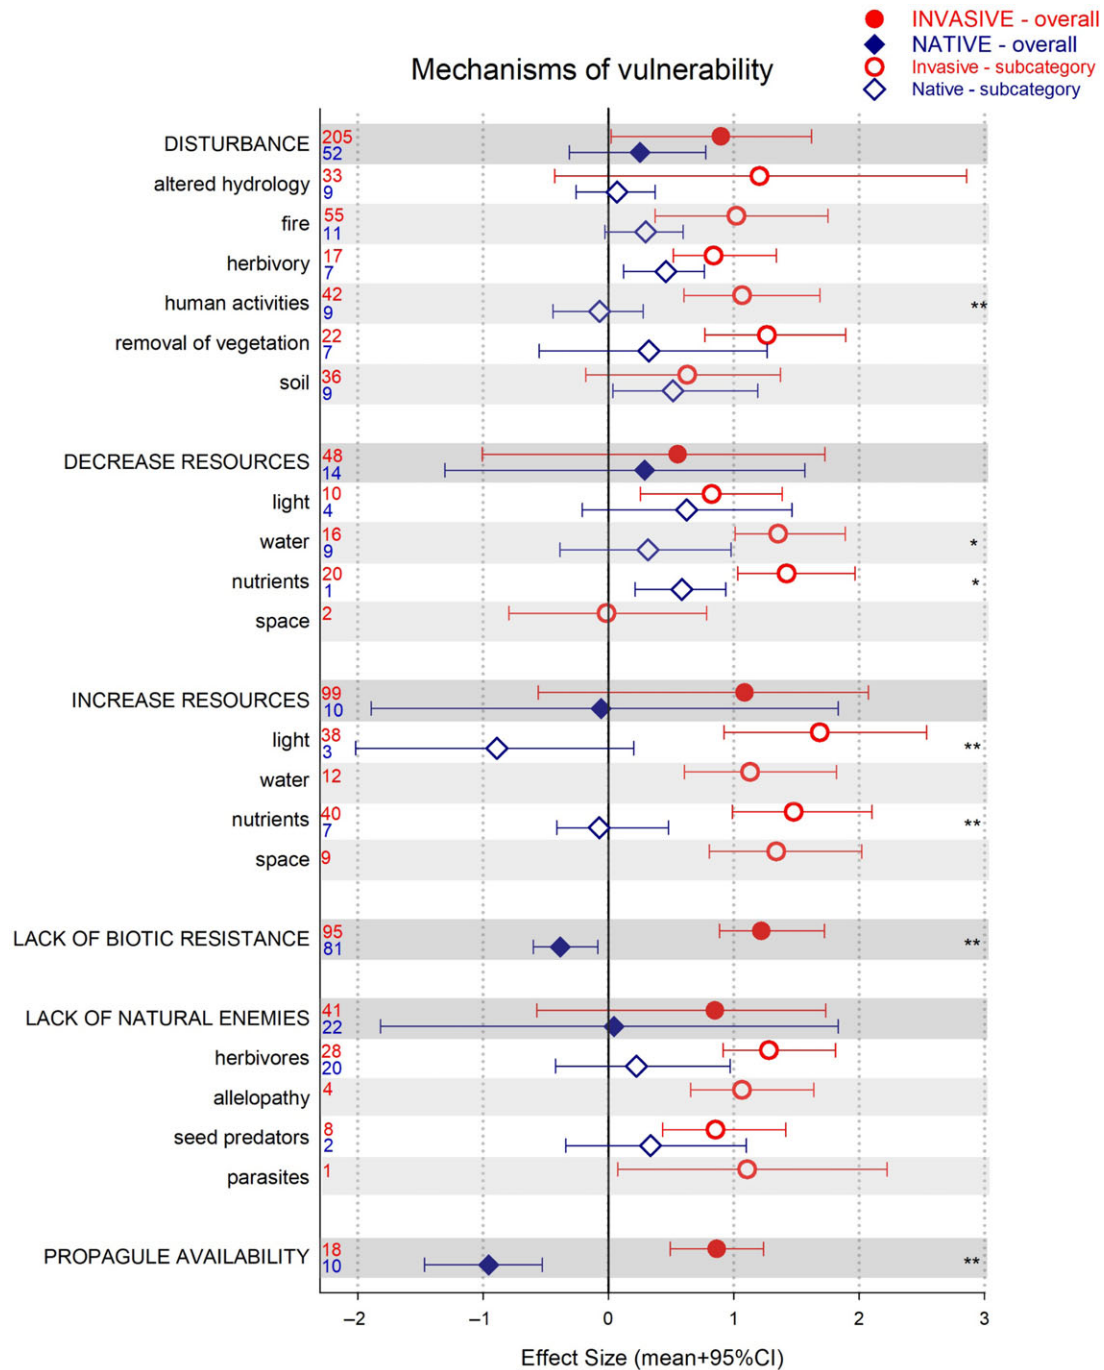 INVASIVE - overall
NATIVE - overall
Invasive - subcategory
Native - subcategory
Mechanisms of vulnerability
DISTURBANCE 205
52
altered hydrology 33
9
fire 55
11
herbivory 17
7
human activities 42
9 **
removal of vegetation 22
7
soil 36
9
DECREASE RESOURCES 48
14
light 10
4
water 16
9 *
nutrients 20
1 *
space 2
INCREASE RESOURCES 99
10
light 38
3 **
water 12
nutrients 40
7 **
space 9
LACK OF BIOTIC RESISTANCE 95
81 **
LACK OF NATURAL ENEMIES 41
22
herbivores 28
20
allelopathy 4
seed predators 8
2
parasites 1
PROPAGULE AVAILABILITY 18
10 **
−2 −1 0 1 2 3
Effect Size (mean+95%CI)